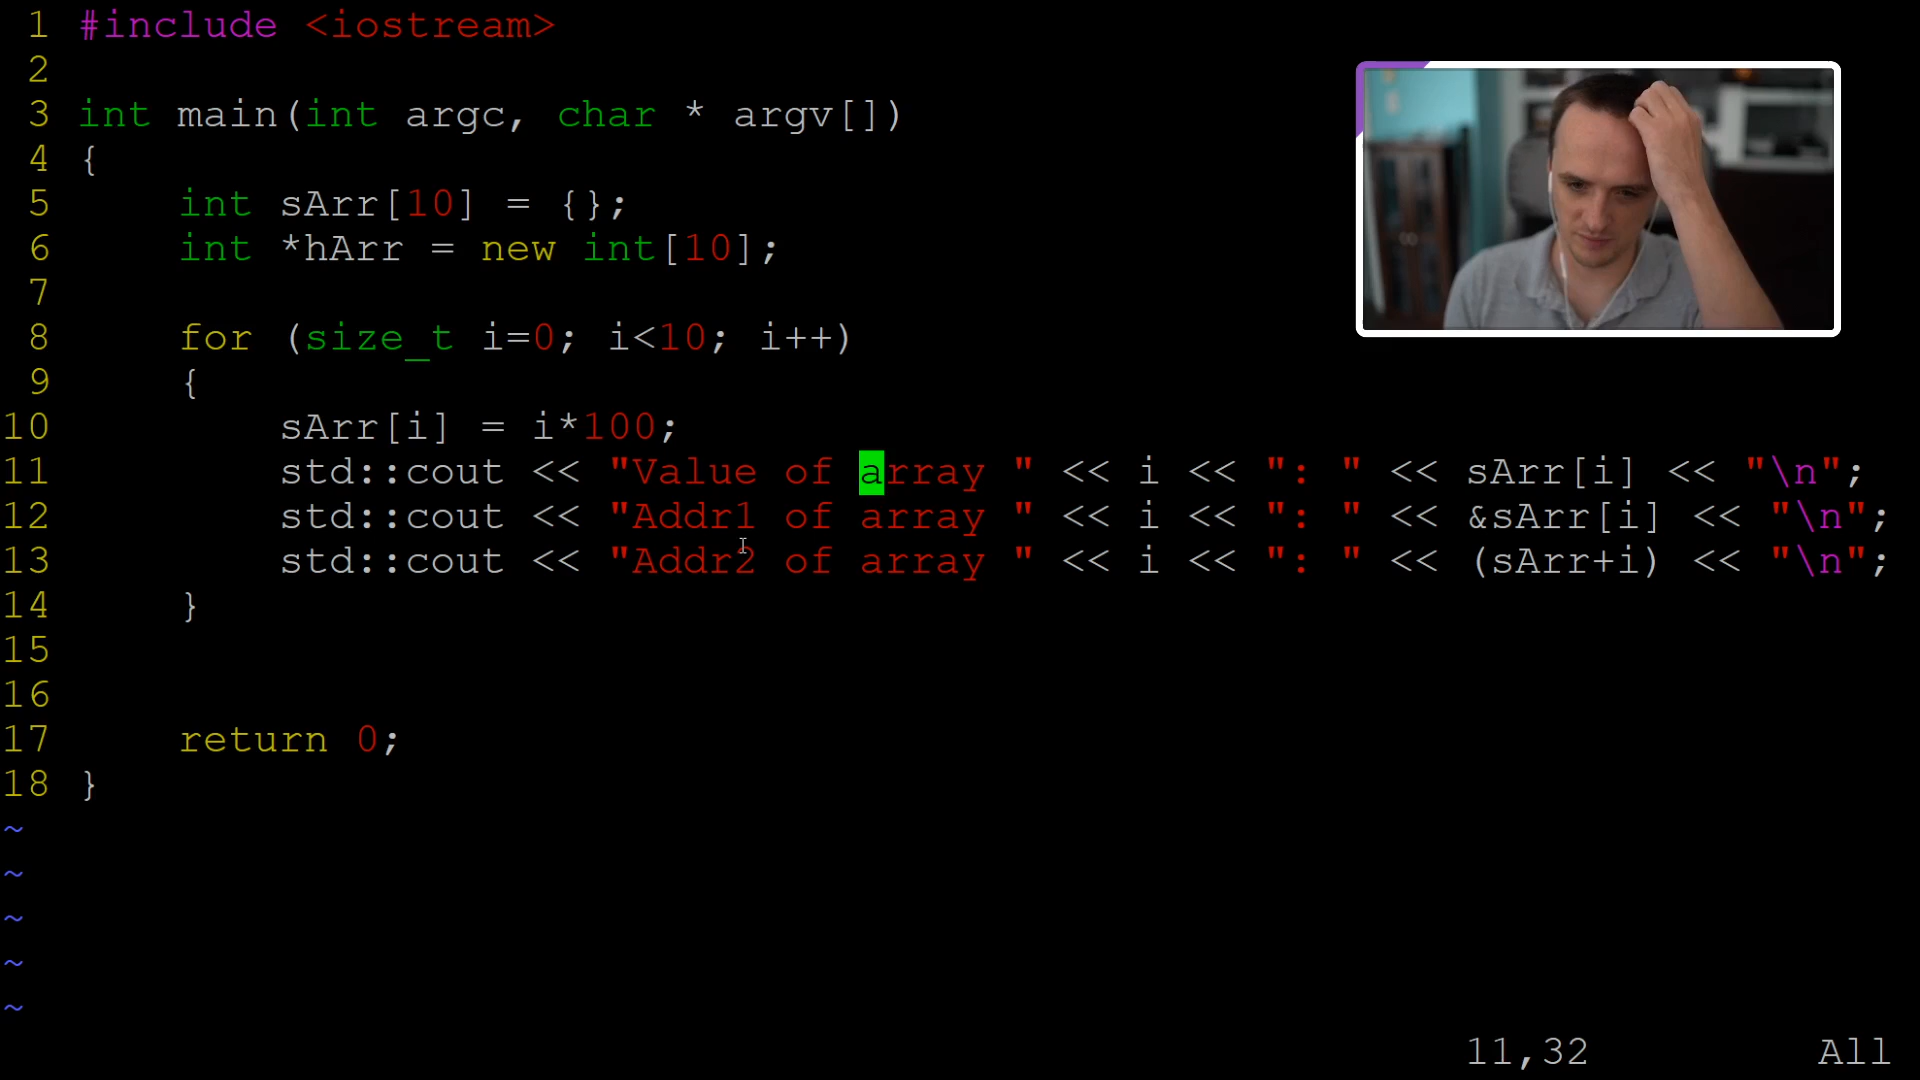 1 #include <iostream>
2
3 int main(int argc, char * argv[])
4 {
5     int sArr[10] = {};
6     int *hArr = new int[10];
7
8     for (size_t i=0; i<10; i++)
9     {
10         sArr[i] = i*100;
11         std::cout << "Value of array " << i << ": " << sArr[i] << "\n";
12         std::cout << "Addr1 of array " << i << ": " << &sArr[i] << "\n";
13         std::cout << "Addr2 of array " << i << ": " << (sArr+i) << "\n";
14     }
15
16
17     return 0;
18 }
~
~
~
~
~
11,32 All